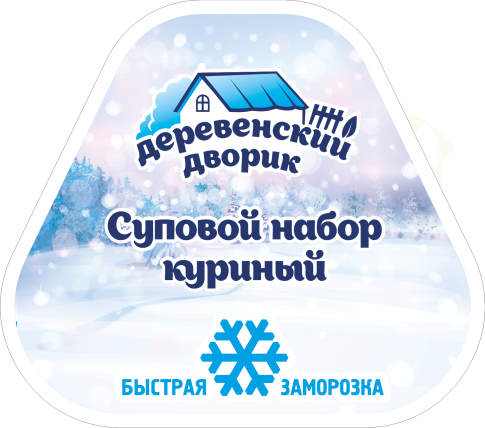 деревенский
дворик
Суповой набор
куриный
БЫСТРАЯ ЗАМОРОЗКА